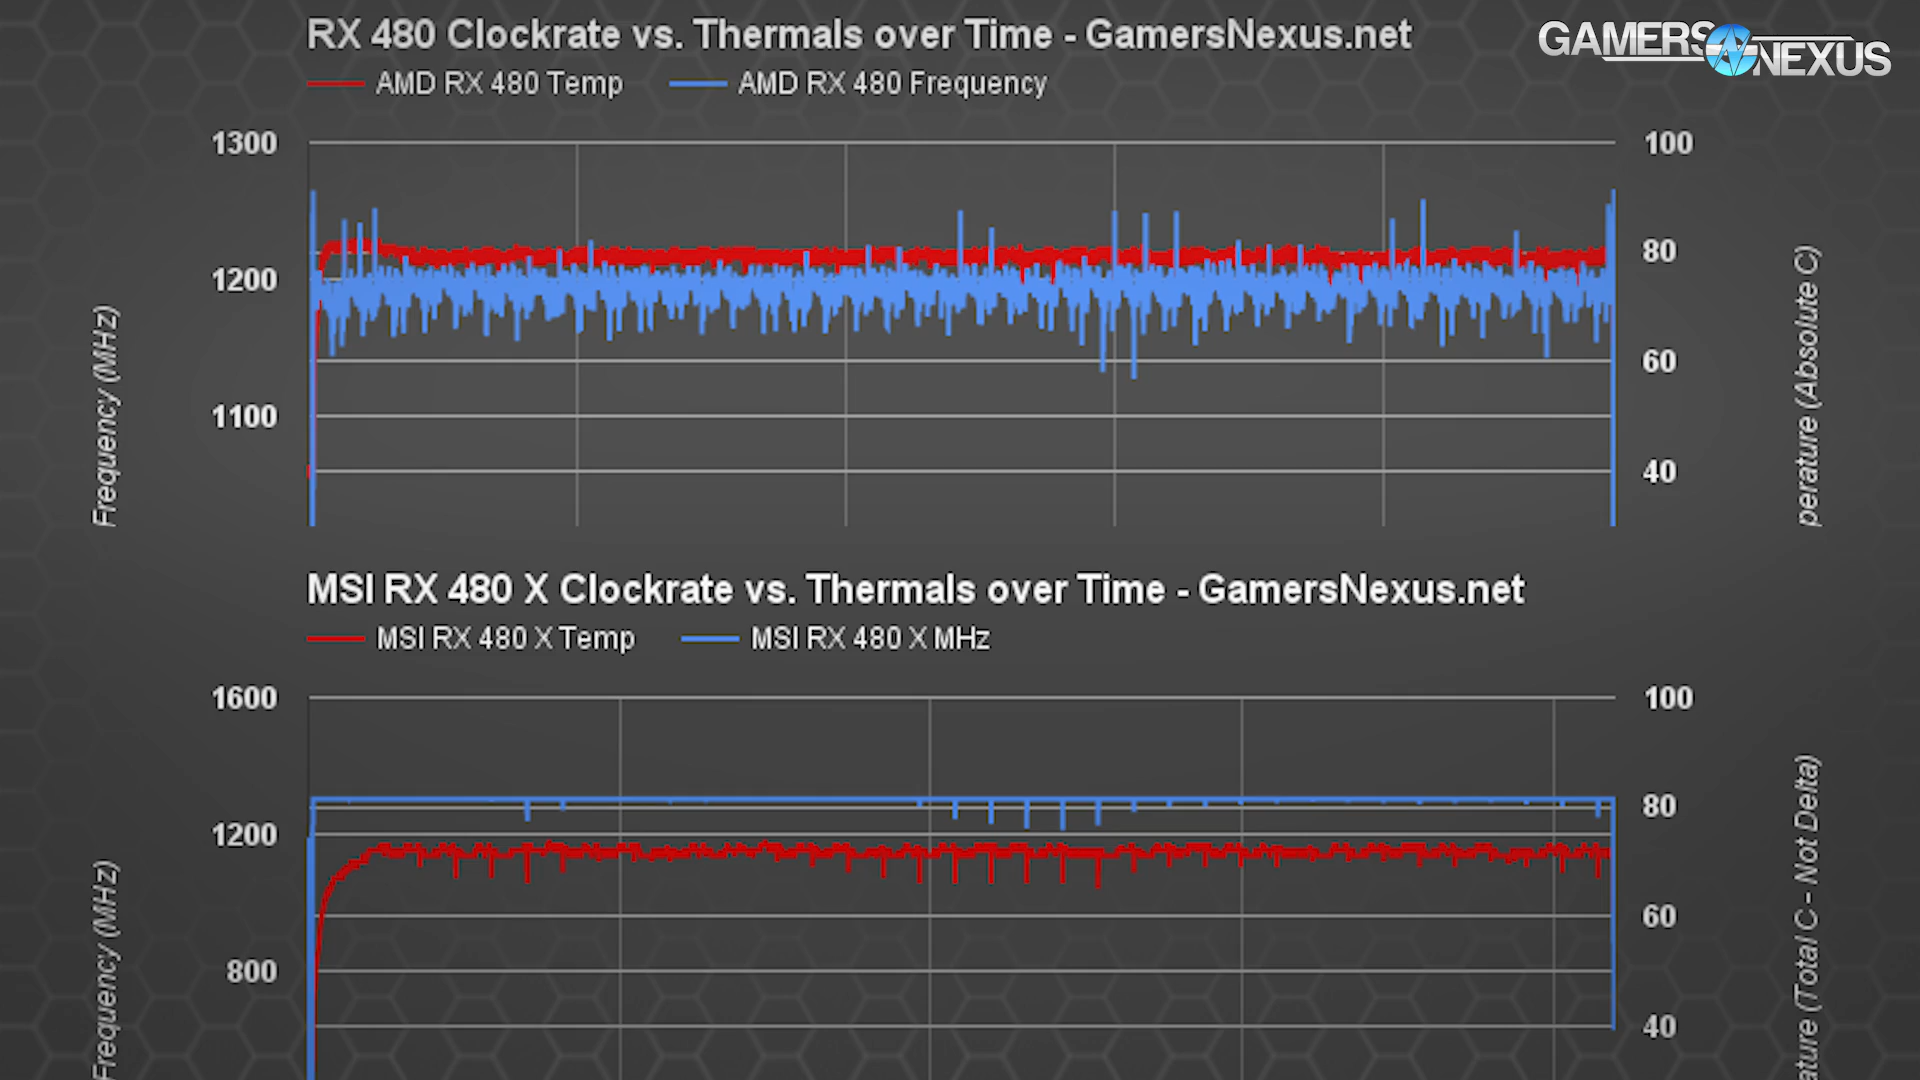 RX 480 Clockrate vs. Thermals over Time - GamersNexus.net
GAMERS NEXUS
AMD RX 480 Temp
AMD RX 480 Frequency
1300
1200
1100
100
80
60
40
Frequency (MHz)
perature (Absolute C)
MSI RX 480 X Clockrate vs. Thermals over Time - GamersNexus.net
MSI RX 480 X Temp
MSI RX 480 X MHz
1600
1200
800
100
80
60
40
Frequency (MHz)
ature (Total C - Not Delta)